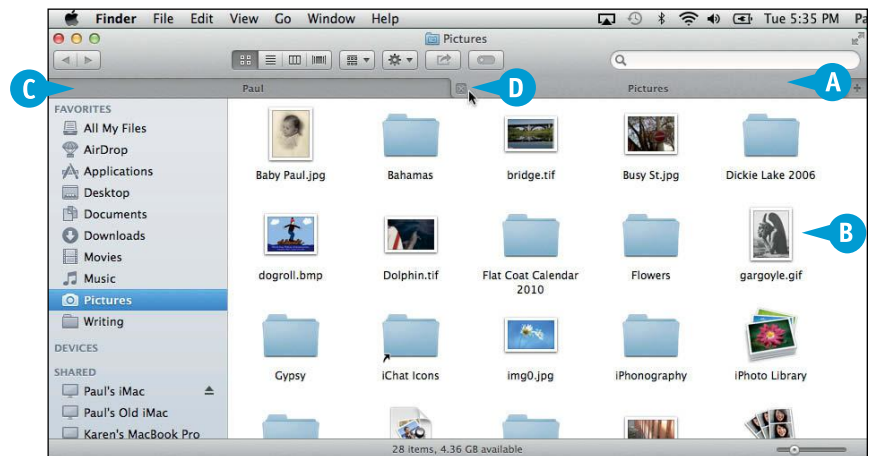 Finder File Edit View Go Window Help Tue 5:35 PM Pa
Pictures
Paul Pictures +
C D A
FAVORITES
All My Files
AirDrop
Applications
Desktop
Documents
Downloads
Movies
Music
Pictures
Writing
DEVICES
SHARED
Paul's iMac
Paul's Old iMac
Karen's MacBook Pro
Baby Paul.jpg Bahamas bridge.tif Busy St.jpg Dickie Lake 2006
B
dogroll.bmp Dolphin.tif Flat Coat Calendar Flowers gargoyle.gif
2010
Gypsy iChat Icons img0.jpg iPhonography iPhoto Library
28 items, 4.36 GB available